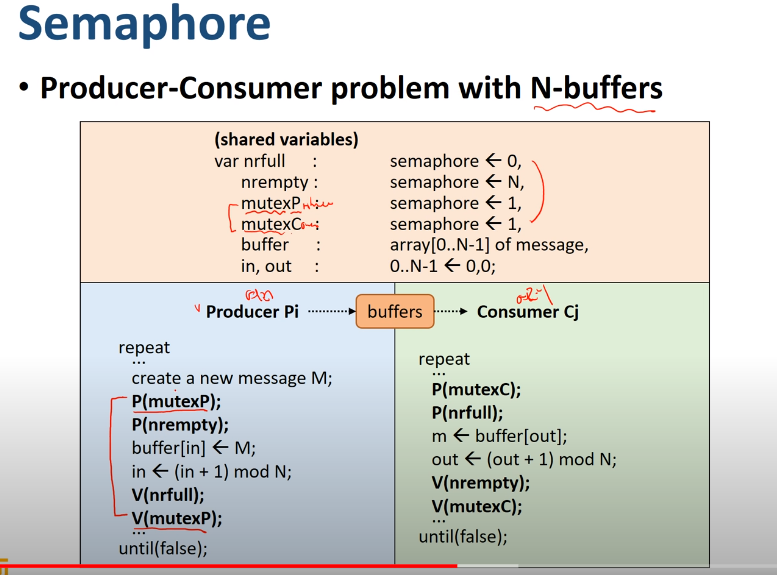 Semaphore
• Producer-Consumer problem with N-buffers
(shared variables)
var nrfull : semaphore ← 0,
nrempty : semaphore ← N,
mutexP : semaphore ← 1,
mutexC : semaphore ← 1,
buffer : array[0..N-1] of message,
in, out : 0..N-1 ← 0,0;
Producer Pi
buffers
Consumer Cj
repeat
...
create a new message M;
P(mutexP);
P(nrempty);
buffer[in] ← M;
in ← (in + 1) mod N;
V(nrfull);
V(mutexP);
...
until(false);
repeat
...
P(mutexC);
P(nrfull);
m ← buffer[out];
out ← (out + 1) mod N;
V(nrempty);
V(mutexC);
...
until(false);